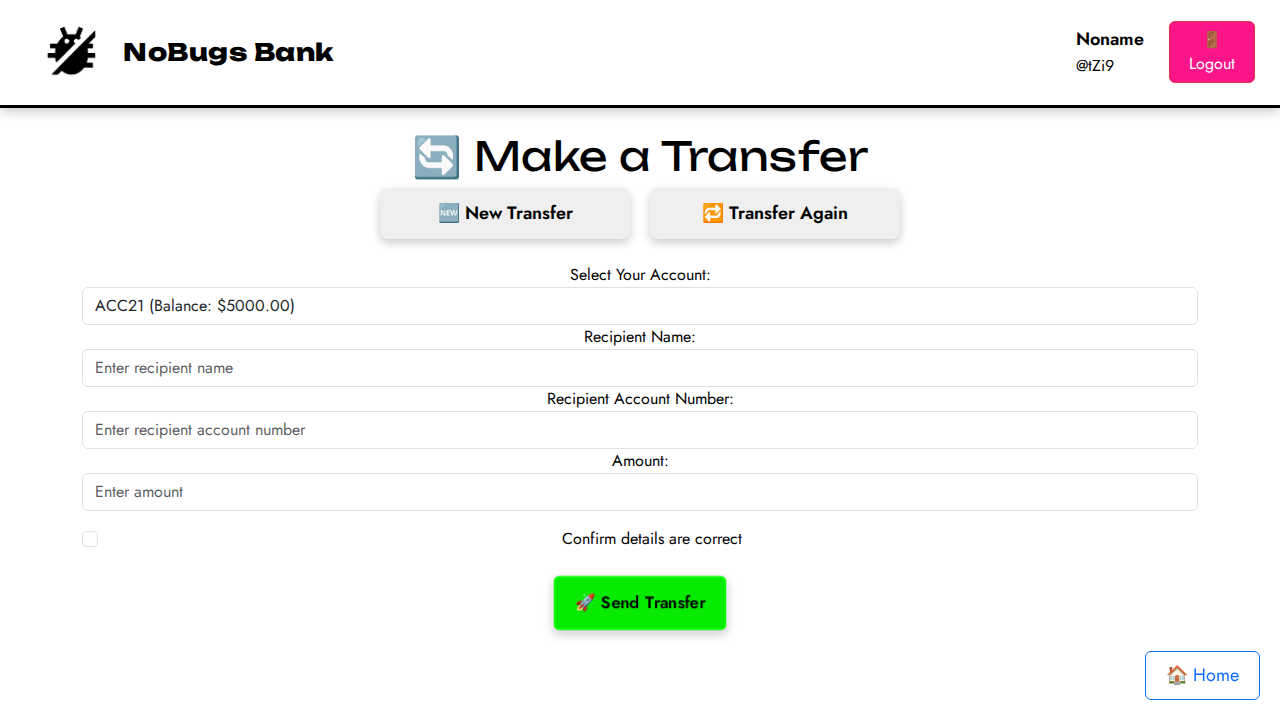 NoBugs Bank
Noname
@tZi9
🚪
Logout
🔄 Make a Transfer
🆕 New Transfer
🔁 Transfer Again
Select Your Account:
ACC21 (Balance: $5000.00)
Recipient Name:
Enter recipient name
Recipient Account Number:
Enter recipient account number
Amount:
Enter amount
Confirm details are correct
🚀 Send Transfer
🏠 Home